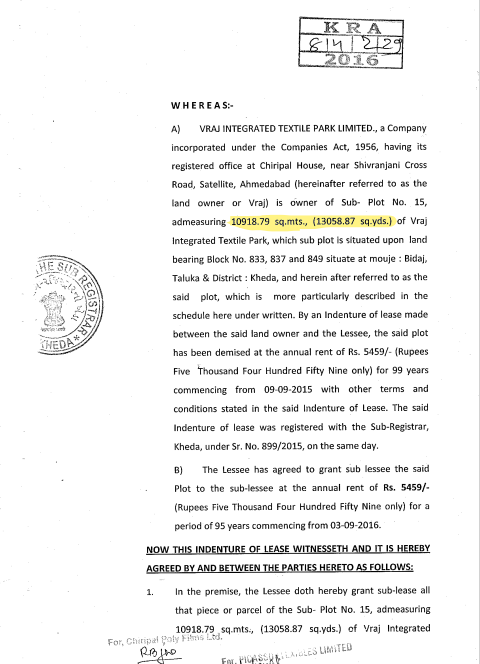 KRA
814 2 29
2016
WHEREAS:-
A) VRAJ INTEGRATED TEXTILE PARK LIMITED., a Company
incorporated under the Companies Act, 1956, having its
registered office at Chiripal House, near Shivranjani Cross
Road, Satellite, Ahmedabad (hereinafter referred to as the
land owner or Vraj) is owner of Sub- Plot No. 15,
admeasuring 10918.79 sq.mts., (13058.87 sq.yds.) of Vraj
Integrated Textile Park, which sub plot is situated upon land
bearing Block No. 833, 837 and 849 situate at mouje : Bidaj,
Taluka & District : Kheda, and herein after referred to as the
said plot, which is more particularly described in the
schedule here under written. By an Indenture of lease made
between the said land owner and the Lessee, the said plot
has been demised at the annual rent of Rs. 5459/- (Rupees
Five Thousand Four Hundred Fifty Nine only) for 99 years
commencing from 09-09-2015 with other terms and
conditions stated in the said Indenture of Lease. The said
Indenture of lease was registered with the Sub-Registrar,
Kheda, under Sr. No. 899/2015, on the same day.
THE SUB REGISTRAR
KHEDA
B) The Lessee has agreed to grant sub lessee the said
Plot to the sub-lessee at the annual rent of Rs. 5459/-
(Rupees Five Thousand Four Hundred Fifty Nine only) for a
period of 95 years commencing from 03-09-2016.
NOW THIS INDENTURE OF LEASE WITNESSETH AND IT IS HEREBY
AGREED BY AND BETWEEN THE PARTIES HERETO AS FOLLOWS:
1. In the premise, the Lessee doth hereby grant sub-lease all
that piece or parcel of the Sub- Plot No. 15, admeasuring
10918.79 sq.mts., (13058.87 sq.yds.) of Vraj Integrated
For, Chiripal Poly Films Ltd.
TEXTILES LIMITED